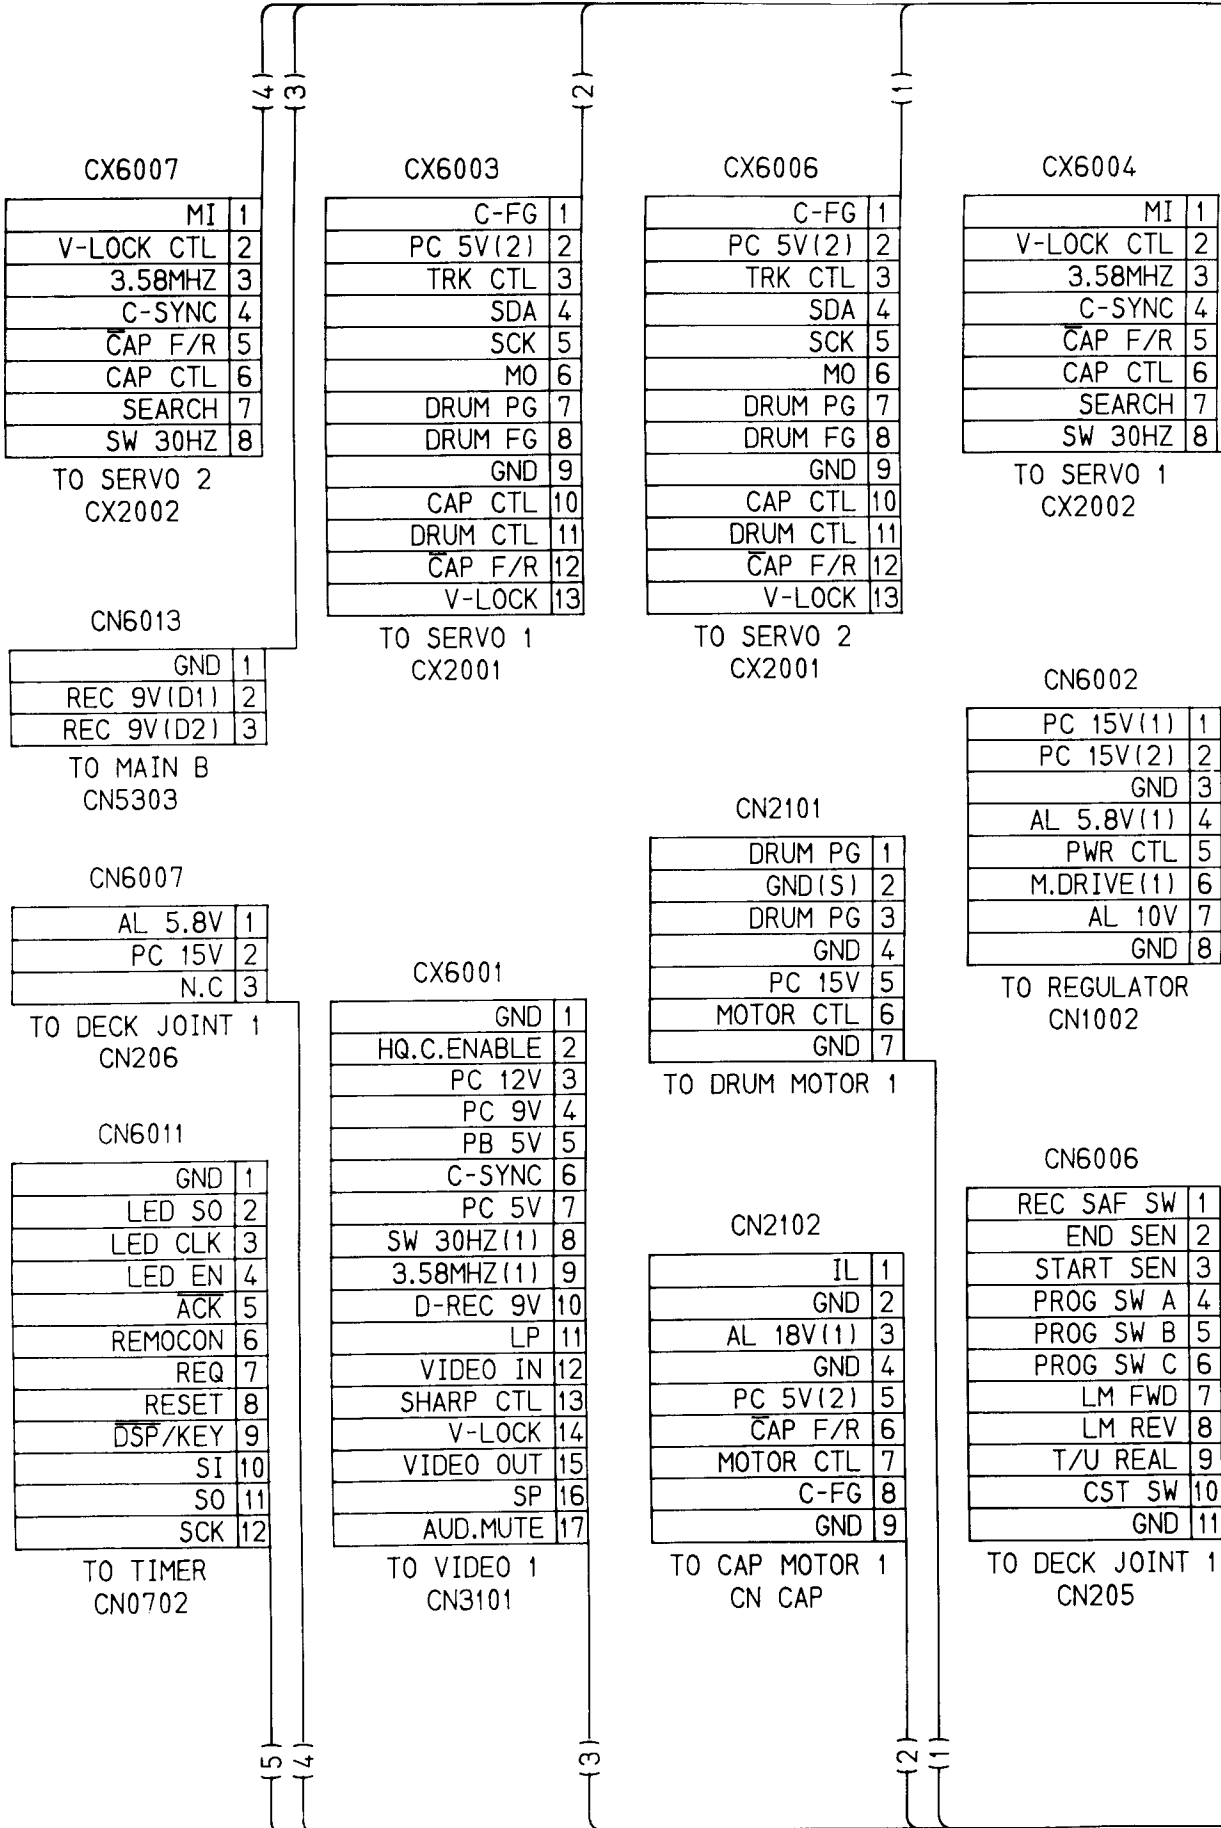 (4)
(3)
(2)
(1)
CX6007
MI 1
V-LOCK CTL 2
3.58MHZ 3
C-SYNC 4
C̅AP F/R 5
CAP CTL 6
SEARCH 7
SW 30HZ 8
TO SERVO 2
CX2002
CX6003
C-FG 1
PC 5V(2) 2
TRK CTL 3
SDA 4
SCK 5
MO 6
DRUM PG 7
DRUM FG 8
GND 9
CAP CTL 10
DRUM CTL 11
C̅AP F/R 12
V-LOCK 13
TO SERVO 1
CX2001
CX6006
C-FG 1
PC 5V(2) 2
TRK CTL 3
SDA 4
SCK 5
MO 6
DRUM PG 7
DRUM FG 8
GND 9
CAP CTL 10
DRUM CTL 11
C̅AP F/R 12
V-LOCK 13
TO SERVO 2
CX2001
CX6004
MI 1
V-LOCK CTL 2
3.58MHZ 3
C-SYNC 4
C̅AP F/R 5
CAP CTL 6
SEARCH 7
SW 30HZ 8
TO SERVO 1
CX2002
CN6013
GND 1
REC 9V(D1) 2
REC 9V(D2) 3
TO MAIN B
CN5303
CN6007
AL 5.8V 1
PC 15V 2
N.C 3
TO DECK JOINT 1
CN206
CN6011
GND 1
LED SO 2
LED CLK 3
LED EN 4
A̅C̅K̅ 5
REMOCON 6
REQ 7
RESET 8
D̅S̅P̅/KEY 9
SI 10
SO 11
SCK 12
TO TIMER
CN0702
CX6001
GND 1
HQ.C.ENABLE 2
PC 12V 3
PC 9V 4
PB 5V 5
C-SYNC 6
PC 5V 7
SW 30HZ(1) 8
3.58MHZ(1) 9
D-REC 9V 10
LP 11
VIDEO IN 12
SHARP CTL 13
V-LOCK 14
VIDEO OUT 15
SP 16
AUD.MUTE 17
TO VIDEO 1
CN3101
CN2101
DRUM PG 1
GND(S) 2
DRUM PG 3
GND 4
PC 15V 5
MOTOR CTL 6
GND 7
TO DRUM MOTOR 1
CN2102
IL 1
GND 2
AL 18V(1) 3
GND 4
PC 5V(2) 5
C̅AP F/R 6
MOTOR CTL 7
C-FG 8
GND 9
TO CAP MOTOR 1
CN CAP
CN6002
PC 15V(1) 1
PC 15V(2) 2
GND 3
AL 5.8V(1) 4
PWR CTL 5
M.DRIVE(1) 6
AL 10V 7
GND 8
TO REGULATOR
CN1002
CN6006
REC SAF SW 1
END SEN 2
START SEN 3
PROG SW A 4
PROG SW B 5
PROG SW C 6
LM FWD 7
LM REV 8
T/U REAL 9
CST SW 10
GND 11
TO DECK JOINT 1
CN205
(5)
(4)
(3)
(2)
(1)